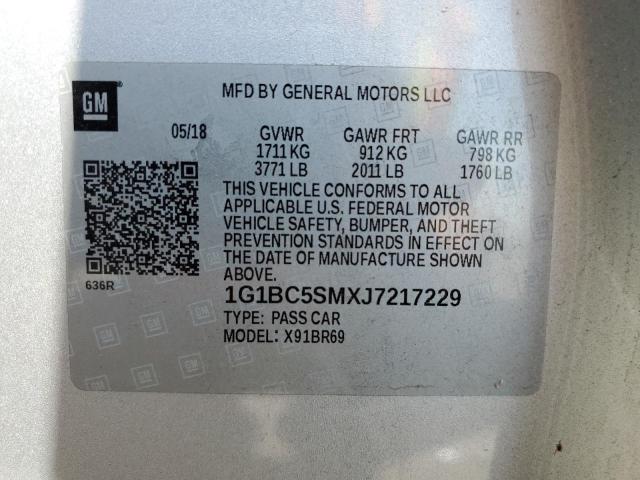 GM
MFD BY GENERAL MOTORS LLC
05/18 GVWR GAWR FRT GAWR RR
1711 KG 912 KG 798 KG
3771 LB 2011 LB 1760 LB
THIS VEHICLE CONFORMS TO ALL
APPLICABLE U.S. FEDERAL MOTOR
VEHICLE SAFETY, BUMPER, AND THEFT
PREVENTION STANDARDS IN EFFECT ON
THE DATE OF MANUFACTURE SHOWN
ABOVE.
636R
1G1BC5SMXJ7217229
TYPE: PASS CAR
MODEL: X91BR69